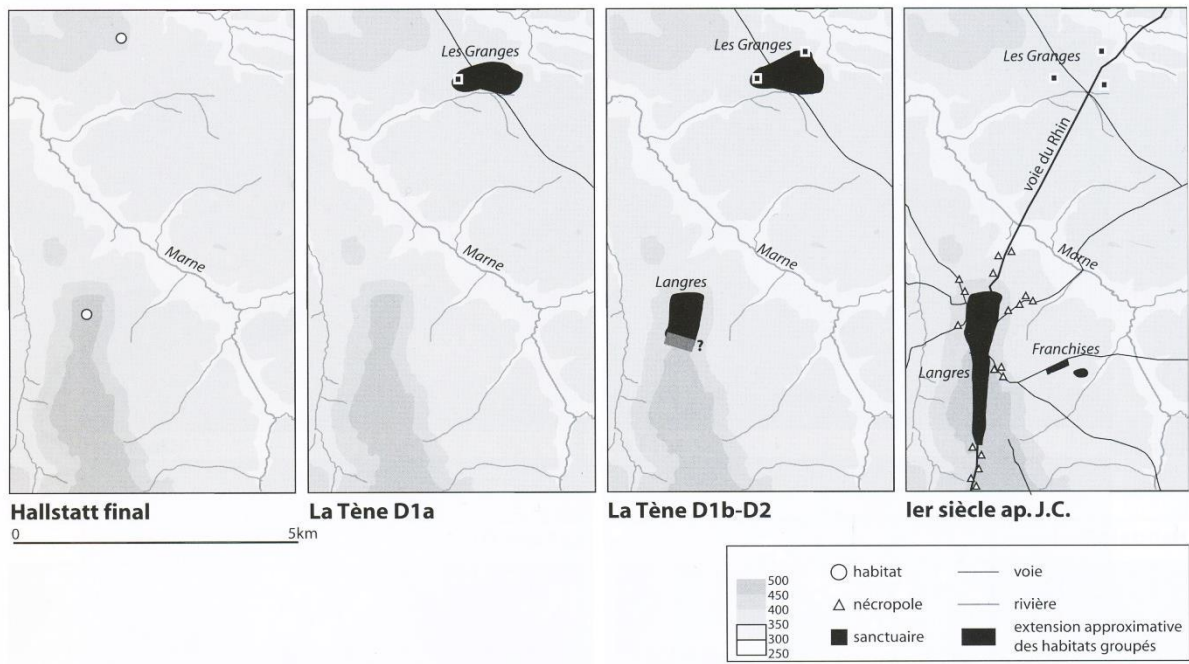 Marne
Hallstatt final
0 5km
Les Granges
Marne
La Tène D1a
Les Granges
Marne
Langres
?
La Tène D1b-D2
Les Granges
voie du Rhin
Marne
Franchises
Langres
Ier siècle ap. J.C.
500
450
400
350
300
250
habitat
nécropole
sanctuaire
voie
rivière
extension approximative
des habitats groupés